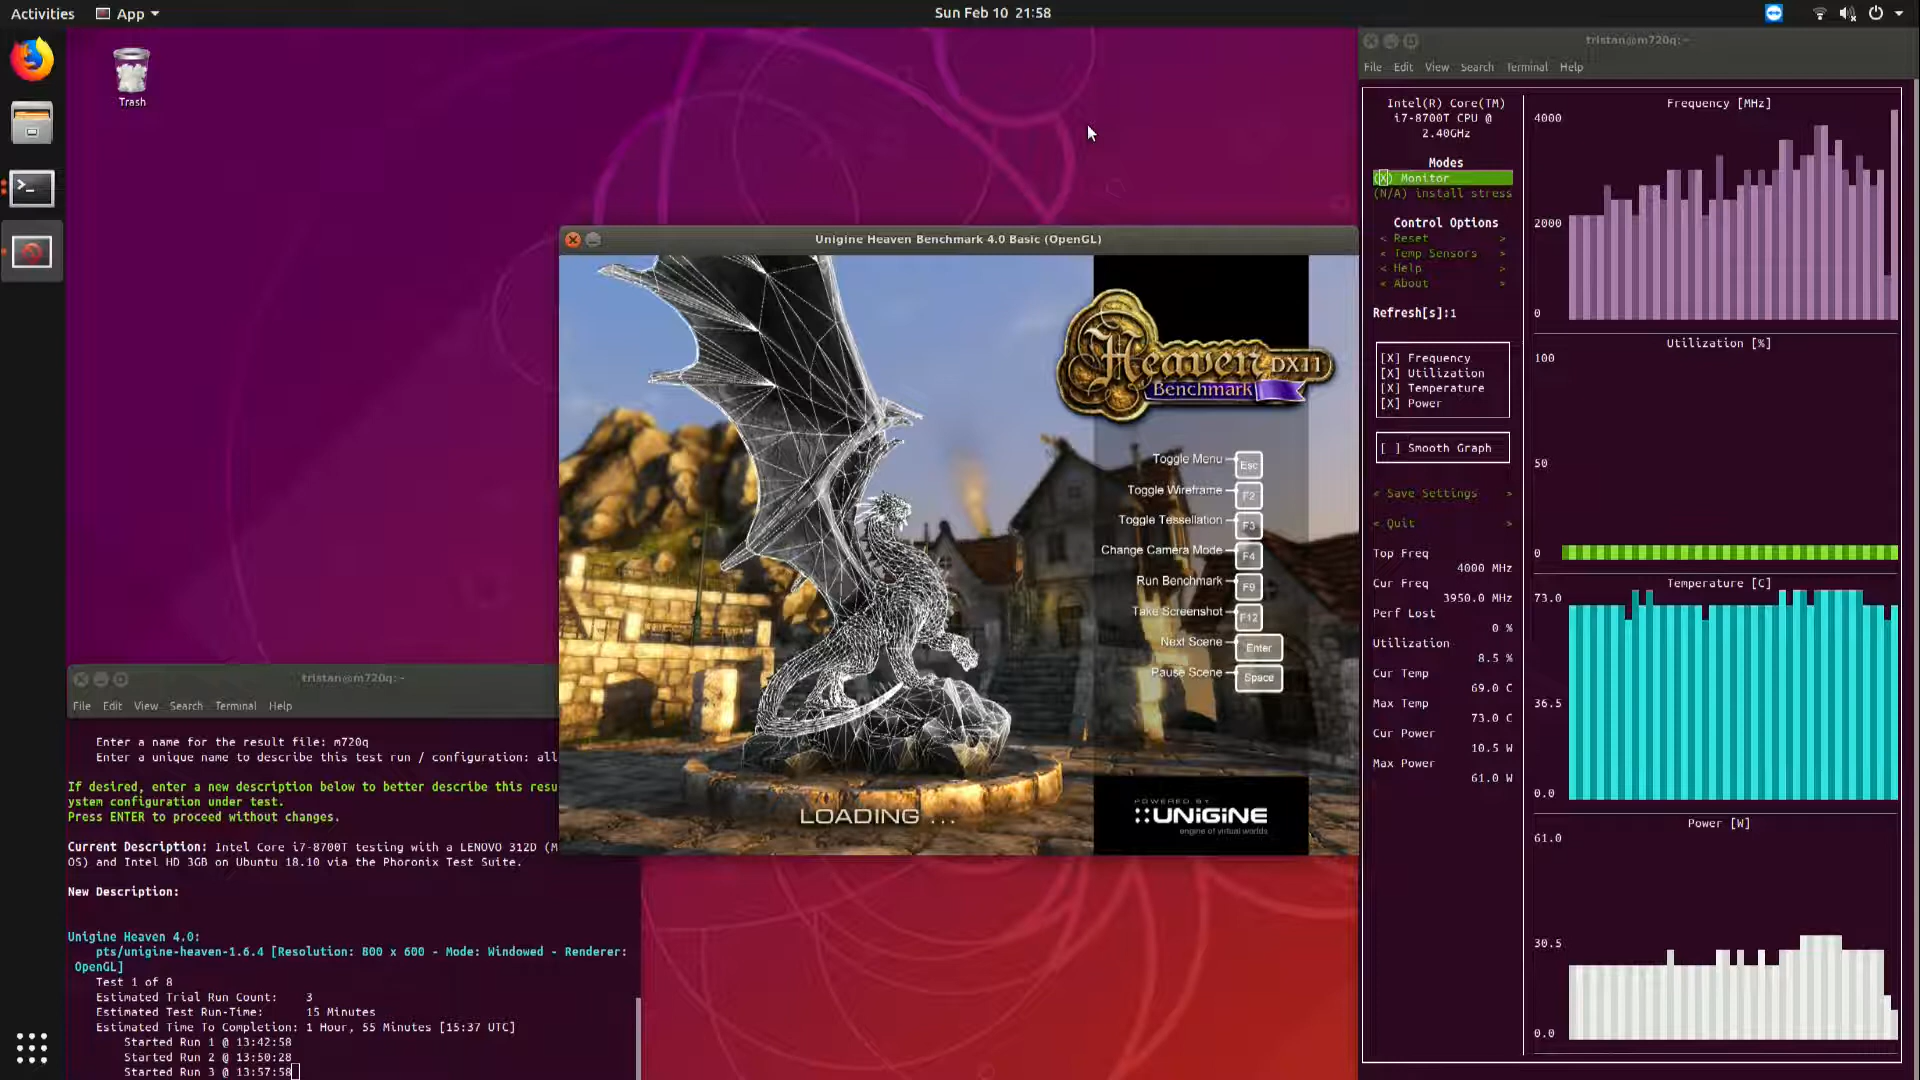 Activities
App
Sun Feb 10 21:58
Trash
Unigine Heaven Benchmark 4.0 Basic (OpenGL)
Heaven DX11
Benchmark
Toggle Menu Esc
Toggle Wireframe F2
Toggle Tessellation F3
Change Camera Mode F4
Run Benchmark F9
Take Screenshot F12
Next Scene Enter
Pause Scene Space
LOADING ...
POWERED BY
UNIGINE
engine of virtual worlds
tristan@m720q:~
File Edit View Search Terminal Help
Enter a name for the result file: m720q
Enter a unique name to describe this test run / configuration: all
If desired, enter a new description below to better describe this resu
ystem configuration under test.
Press ENTER to proceed without changes.
Current Description: Intel Core i7-8700T testing with a LENOVO 312D (M
OS) and Intel HD 3GB on Ubuntu 18.10 via the Phoronix Test Suite.
New Description:
Unigine Heaven 4.0:
pts/unigine-heaven-1.6.4 [Resolution: 800 x 600 - Mode: Windowed - Renderer:
OpenGL]
Test 1 of 8
Estimated Trial Run Count: 3
Estimated Test Run-Time: 15 Minutes
Estimated Time To Completion: 1 Hour, 55 Minutes [15:37 UTC]
Started Run 1 @ 13:42:58
Started Run 2 @ 13:50:28
Started Run 3 @ 13:57:58
tristan@m720q:~
File Edit View Search Terminal Help
Intel(R) Core(TM)
i7-8700T CPU @
2.40GHz
Modes
(X) Monitor
(N/A) install stress
Control Options
< Reset >
< Temp Sensors >
< Help >
< About >
Refresh[s]:1
[X] Frequency
[X] Utilization
[X] Temperature
[X] Power
[ ] Smooth Graph
< Save Settings >
< Quit >
Top Freq
4000 MHz
Cur Freq
3950.0 MHz
Perf Lost
0 %
Utilization
8.5 %
Cur Temp
69.0 C
Max Temp
73.0 C
Cur Power
10.5 W
Max Power
61.0 W
Frequency [MHz]
4000
2000
0
Utilization [%]
100
50
0
Temperature [C]
73.0
36.5
0.0
Power [W]
61.0
30.5
0.0